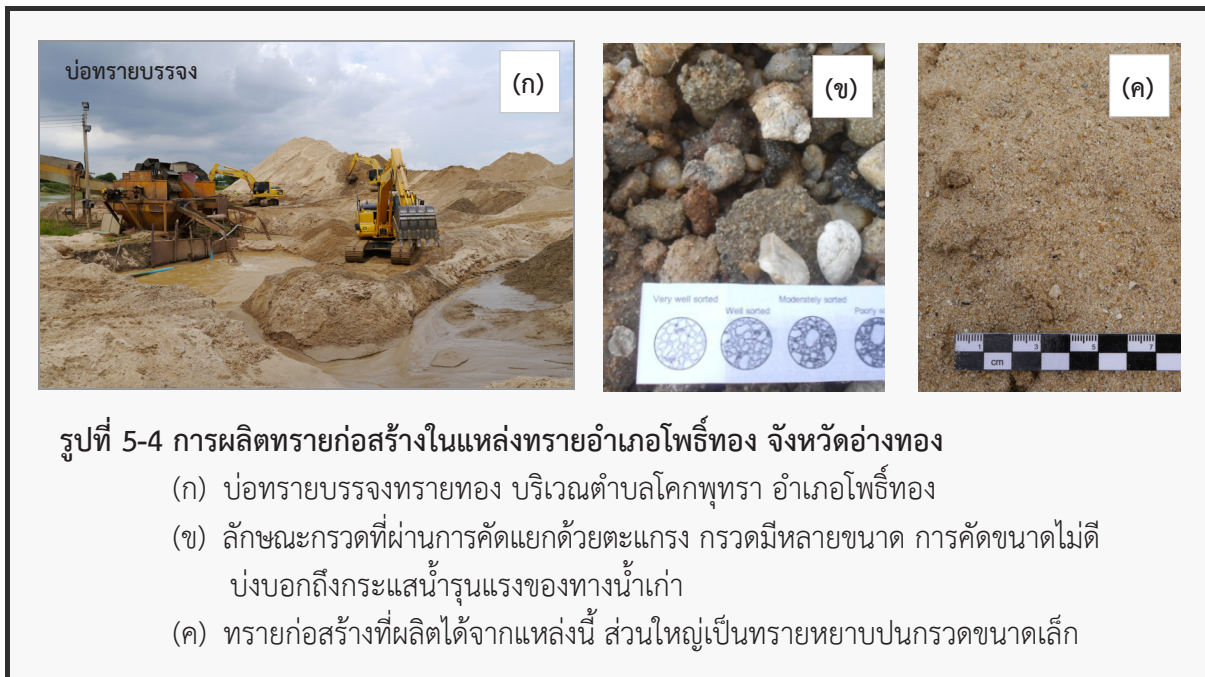 บ่อทรายบรรจง
(ก)
(ข)
(ค)
Very well sorted
Well sorted
Moderately sorted
Poorly
1 3 5 7
cm
รูปที่ 5-4 การผลิตทรายก่อสร้างในแหล่งทรายอำเภอโพธิ์ทอง จังหวัดอ่างทอง
(ก) บ่อทรายบรรจงทรายทอง บริเวณตำบลโคกพุทรา อำเภอโพธิ์ทอง
(ข) ลักษณะกรวดที่ผ่านการคัดแยกด้วยตะแกรง กรวดมีหลายขนาด การคัดขนาดไม่ดี
บ่งบอกถึงกระแสน้ำรุนแรงของทางน้ำเก่า
(ค) ทรายก่อสร้างที่ผลิตได้จากแหล่งนี้ ส่วนใหญ่เป็นทรายหยาบปนกรวดขนาดเล็ก